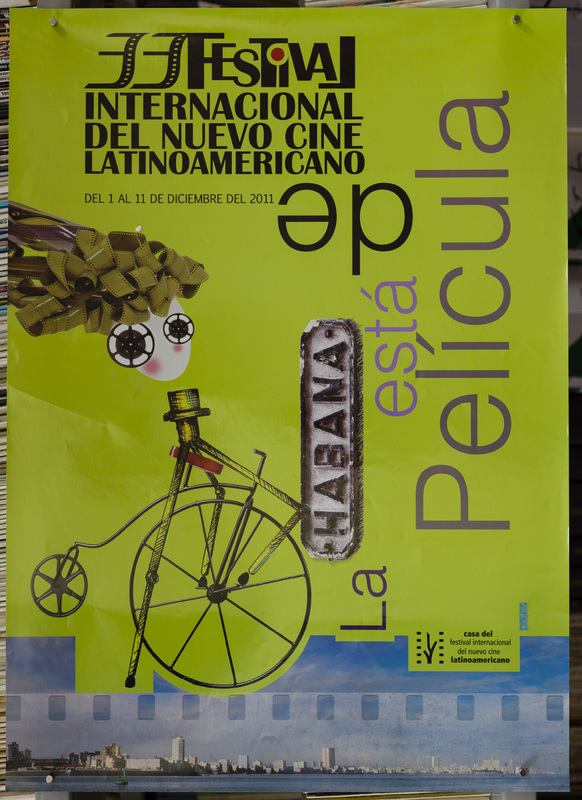 33 FESTIVAL
INTERNACIONAL
DEL NUEVO CINE
LATINOAMERICANO
DEL 1 AL 11 DE DICIEMBRE DEL 2011
La
HABANA
está
de
Película
casa del
festival internacional
del nuevo cine
latinoamericano